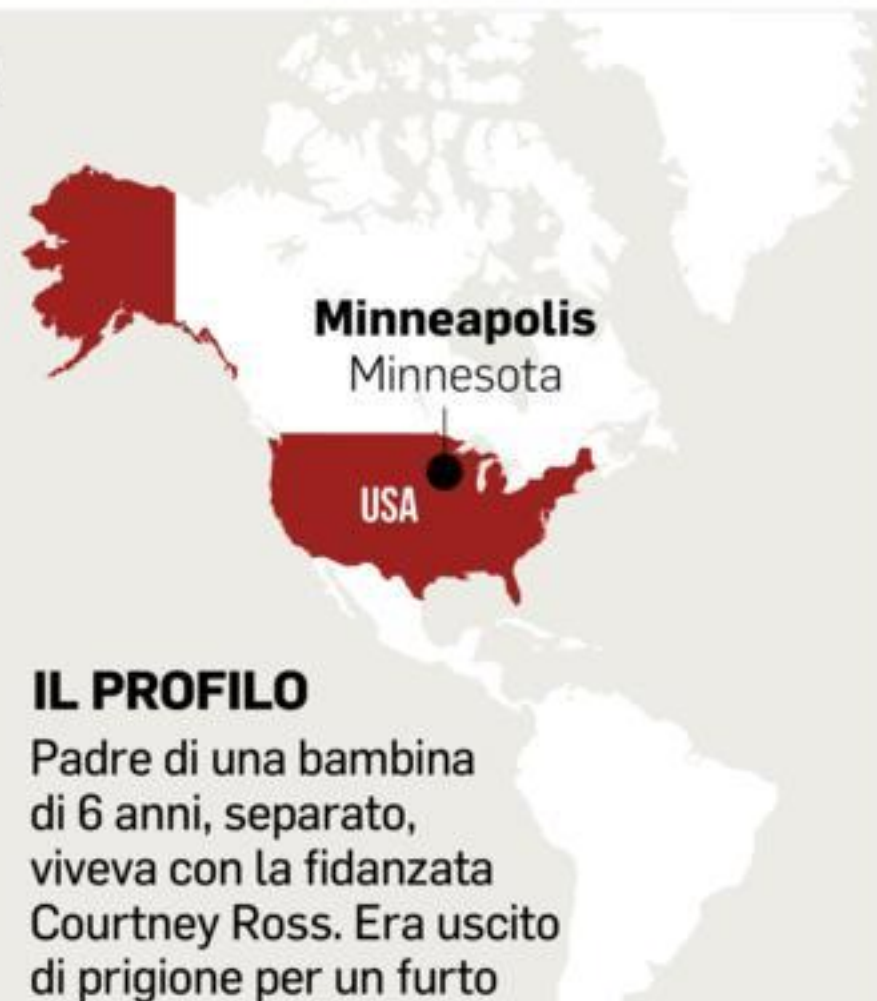 Minneapolis
Minnesota
USA
IL PROFILO
Padre di una bambina
di 6 anni, separato,
viveva con la fidanzata
Courtney Ross. Era uscito
di prigione per un furto